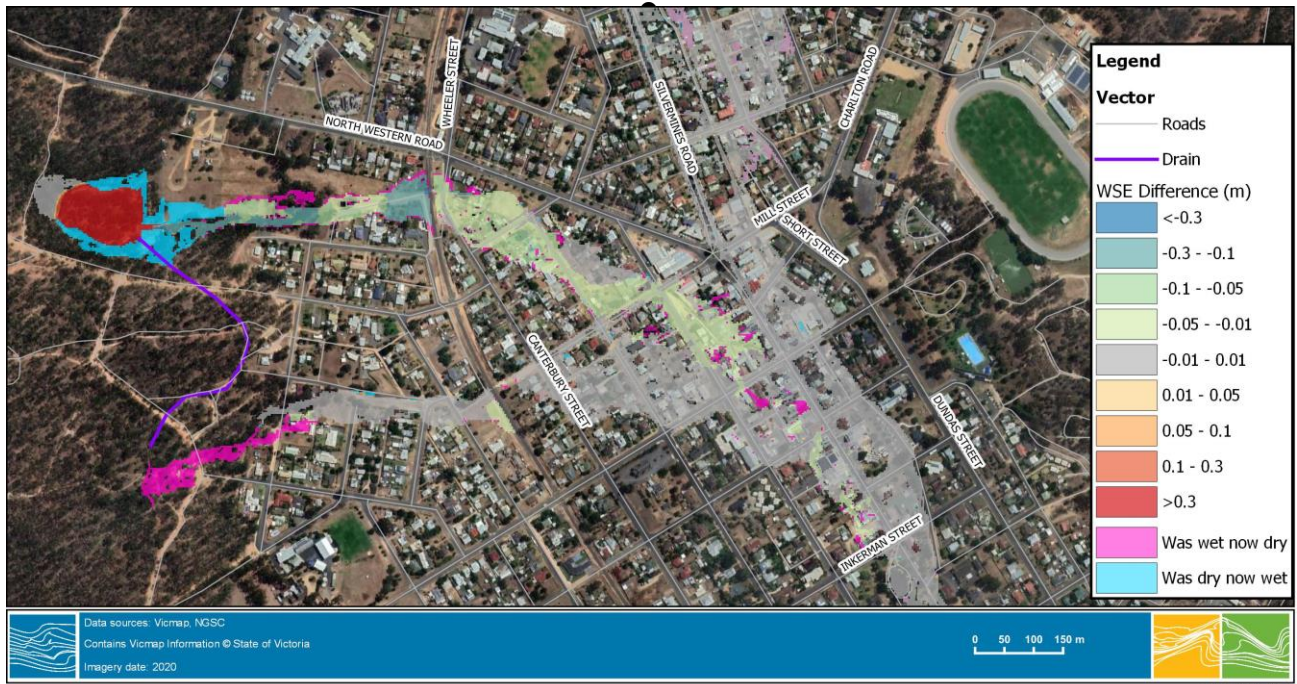 NORTH WESTERN ROAD
WHEELER STREET
SILVERMINES ROAD
CHARLTON ROAD
MILL STREET
SHORT STREET
CANTERBURY STREET
DUNDAS STREET
INKERMAN STREET
Legend
Vector
Roads
Drain
WSE Difference (m)
<-0.3
-0.3 - -0.1
-0.1 - -0.05
-0.05 - -0.01
-0.01 - 0.01
0.01 - 0.05
0.05 - 0.1
0.1 - 0.3
>0.3
Was wet now dry
Was dry now wet
Data sources: Vicmap, NGSC
Contains Vicmap Information © State of Victoria
Imagery date: 2020
0 50 100 150 m